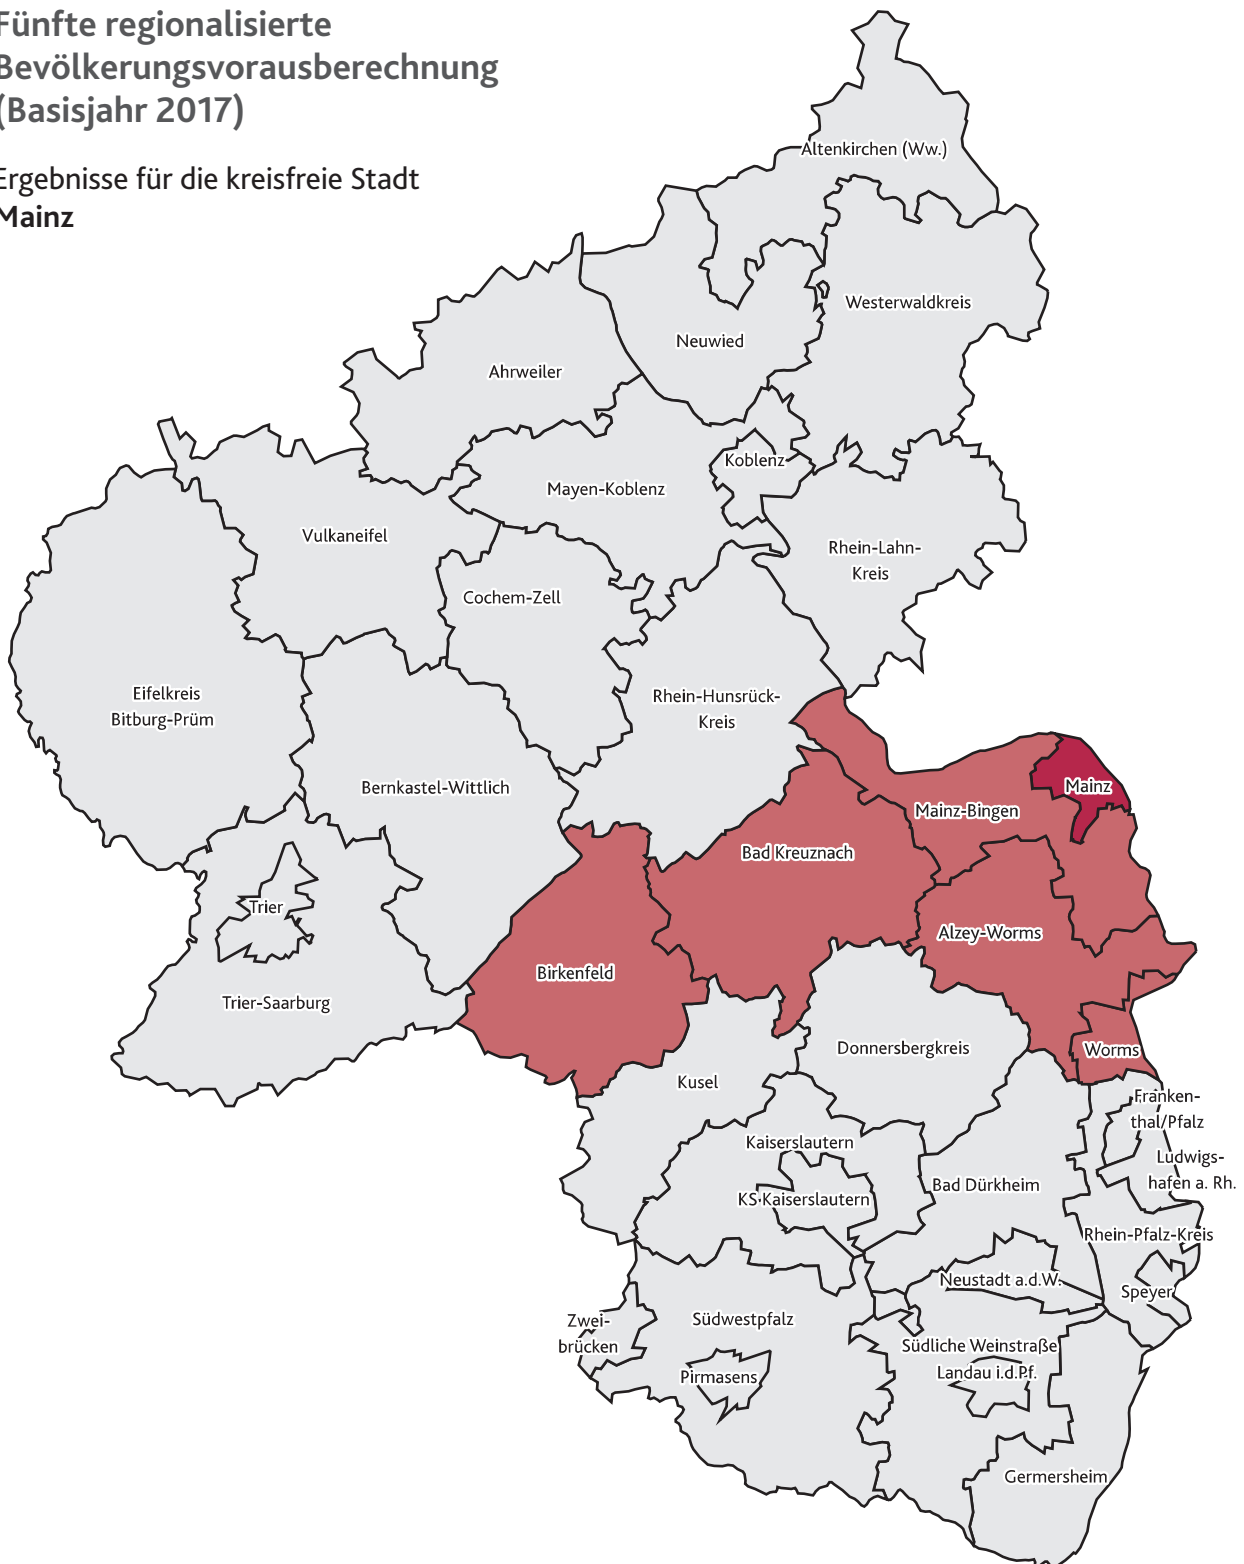 Fünfte regionalisierte
Bevölkerungsvorausberechnung
(Basisjahr 2017)
Ergebnisse für die kreisfreie Stadt
Mainz
Altenkirchen (Ww.)
Westerwaldkreis
Neuwied
Ahrweiler
Koblenz
Mayen-Koblenz
Vulkaneifel
Rhein-Lahn-
Kreis
Cochem-Zell
Eifelkreis
Bitburg-Prüm
Rhein-Hunsrück-
Kreis
Bernkastel-Wittlich
Mainz
Mainz-Bingen
Bad Kreuznach
Trier
Alzey-Worms
Birkenfeld
Trier-Saarburg
Donnersbergkreis
Worms
Kusel
Franken-
thal/Pfalz
Kaiserslautern
Ludwigs-
hafen a. Rh.
Bad Dürkheim
KS Kaiserslautern
Rhein-Pfalz-Kreis
Neustadt a.d.W.
Speyer
Zwei-
brücken
Südwestpfalz
Südliche Weinstraße
Landau i.d.Pf.
Pirmasens
Germersheim